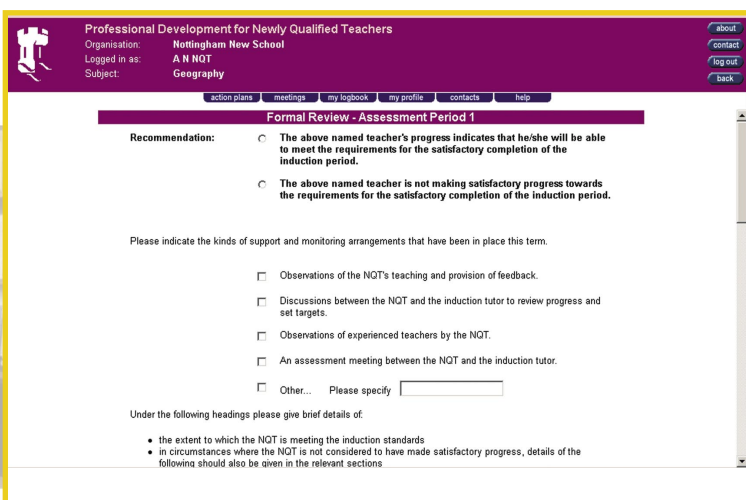 Professional Development for Newly Qualified Teachers
Organisation: Nottingham New School
Logged in as: A N NQT
Subject: Geography
about
contact
log out
back
action plans meetings my logbook my profile contacts help
Formal Review - Assessment Period 1
Recommendation: The above named teacher's progress indicates that he/she will be able
to meet the requirements for the satisfactory completion of the
induction period.
The above named teacher is not making satisfactory progress towards
the requirements for the satisfactory completion of the induction period.
Please indicate the kinds of support and monitoring arrangements that have been in place this term.
Observations of the NQT's teaching and provision of feedback.
Discussions between the NQT and the induction tutor to review progress and
set targets.
Observations of experienced teachers by the NQT.
An assessment meeting between the NQT and the induction tutor.
Other... Please specify
Under the following headings please give brief details of:
• the extent to which the NQT is meeting the induction standards
• in circumstances where the NQT is not considered to have made satisfactory progress, details of the
following should also be given in the relevant sections